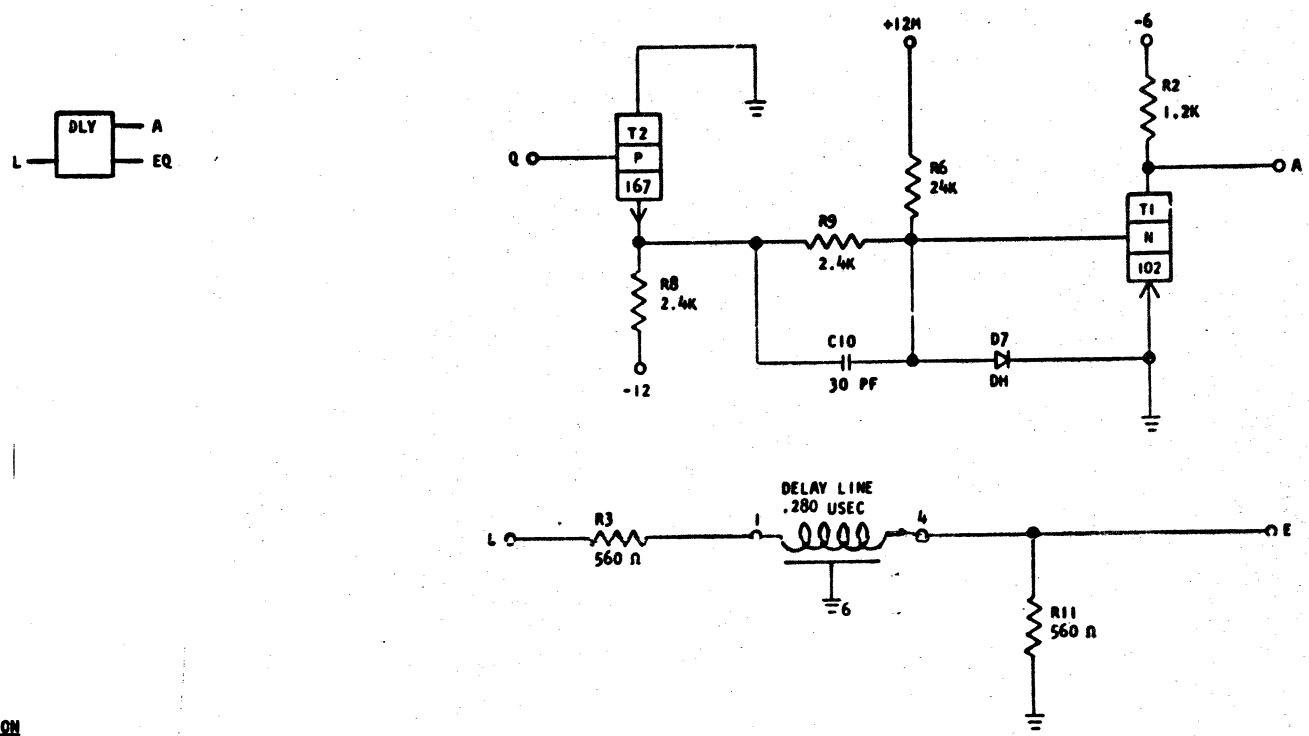 DLY
A
L
EQ
+12M
-6
R2
1.2K
T2
P
167
Q
R6
24K
A
T1
N
102
R9
2.4K
R8
2.4K
-12
C10
30 PF
D7
DH
DELAY LINE
.280 USEC
L
R3
560 Ω
1
4
E
6
R11
560 Ω
ON